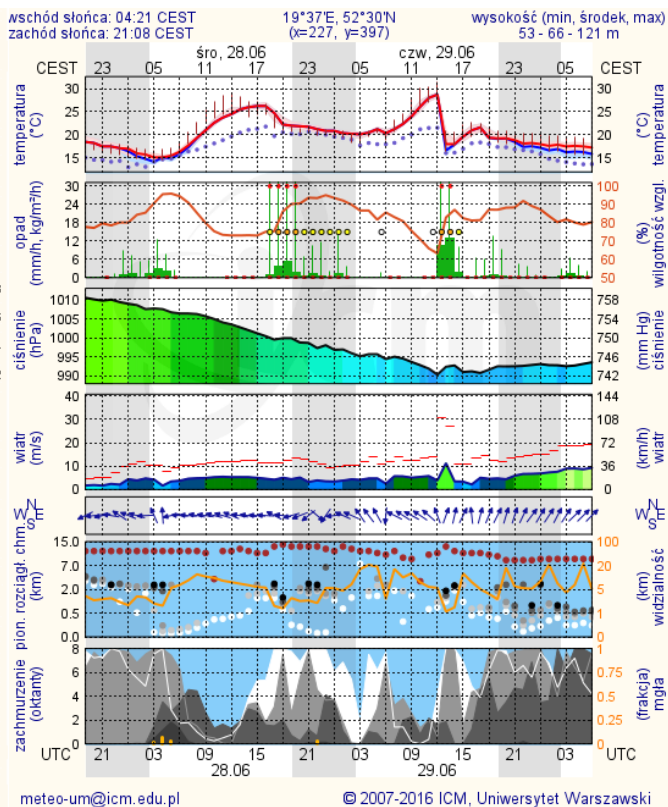 wschód słońca: 04:21 CEST 19°37'E, 52°30'N wysokość (min, środek, max)
zachód słońca: 21:08 CEST (x=227, y=397) 53 - 66 - 121 m
śro, 28.06 czw, 29.06
CEST 23 05 11 17 23 05 11 17 23 05 CEST
temperatura
(°C)
30 30
25 25
20 20
15 15
temperatura
(°C)
opad
(mm/h, kg/m²/h)
30 100
24 90
18 80
12 70
6 60
0 50
(%)
wilgotność wzgl.
ciśnienie
(hPa)
1010 758
1005 754
1000 750
995 746
990 742
(mm Hg)
ciśnienie
wiatr
(m/s)
40 144
30 108
20 72
10 36
0 0
(km/h)
wiatr
N
W E
S
N
W E
S
pion. rozciągł. chm.
(km)
15.0 100
7.0 20
2.0 5
0.5 1
0.0 0
(km)
widzialność
zachmurzenie
(oktanty)
8 1
6 0.75
4 0.5
2 0.25
0 0.0
(frakcja)
mgła
UTC 21 03 09 15 21 03 09 15 21 03 UTC
28.06 29.06
meteo-um@icm.edu.pl © 2007-2016 ICM, Uniwersytet Warszawski